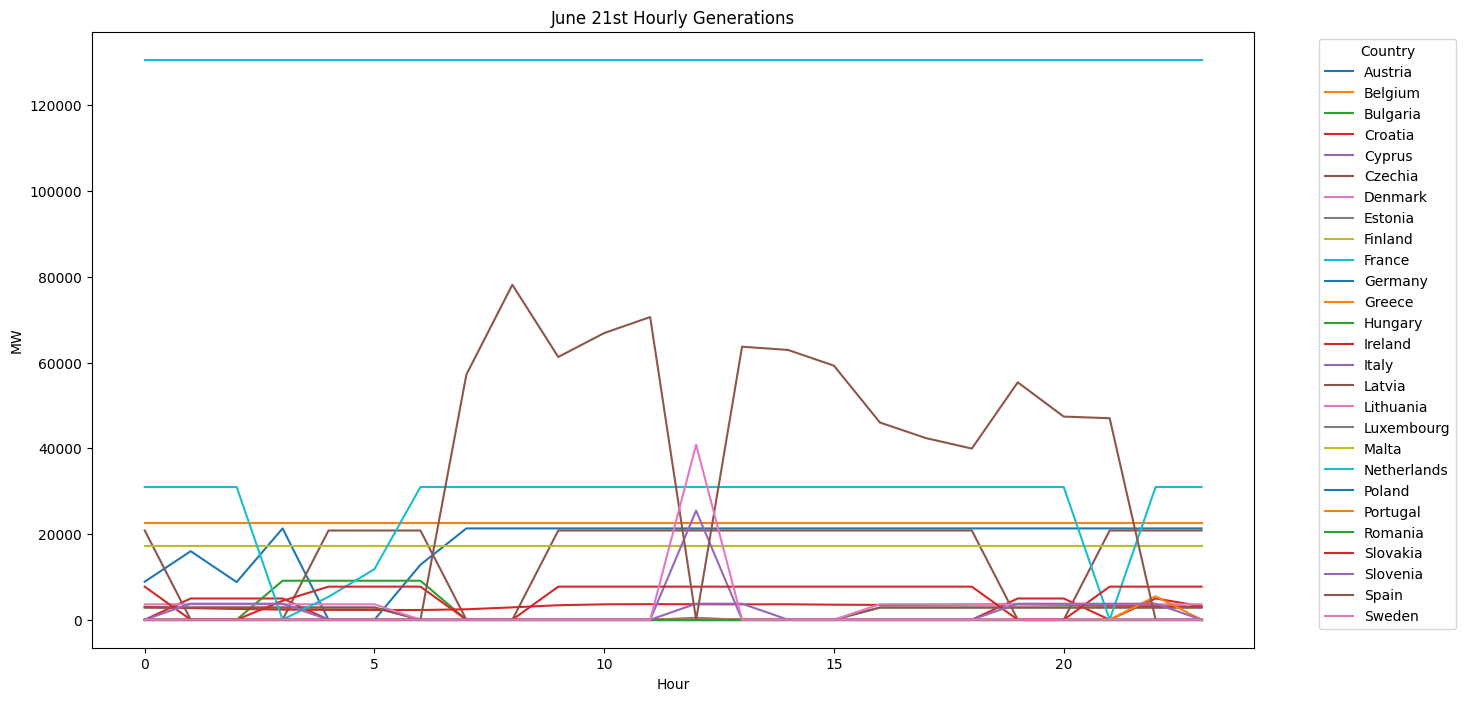 June 21st Hourly Generations
MW
120000
100000
80000
60000
40000
20000
0
0 5 10 15 20
Hour
Country
Austria
Belgium
Bulgaria
Croatia
Cyprus
Czechia
Denmark
Estonia
Finland
France
Germany
Greece
Hungary
Ireland
Italy
Latvia
Lithuania
Luxembourg
Malta
Netherlands
Poland
Portugal
Romania
Slovakia
Slovenia
Spain
Sweden